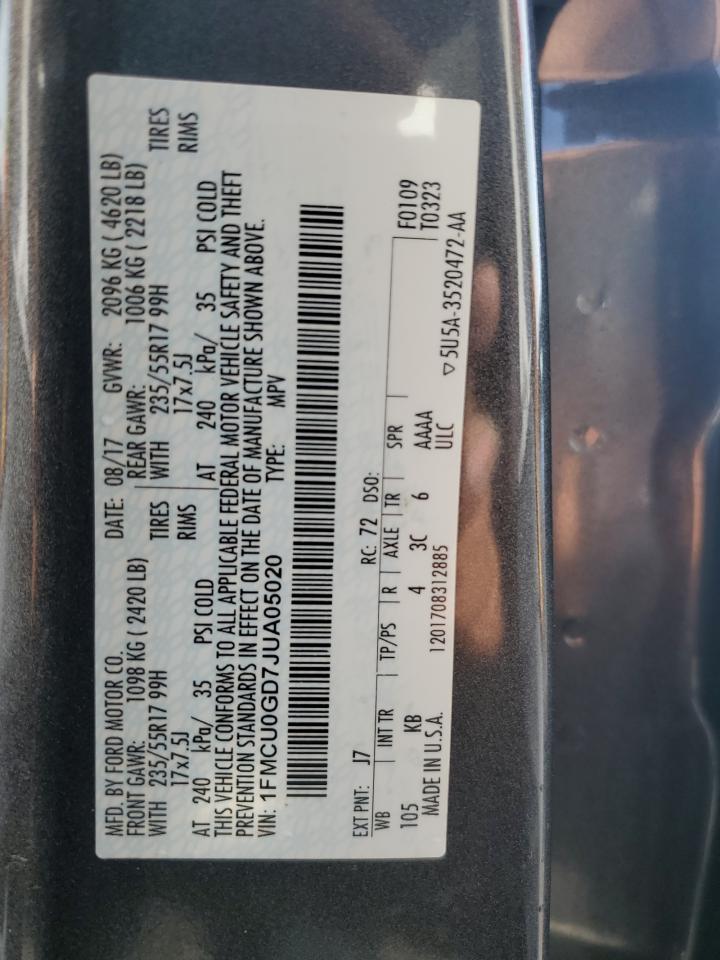 MFD. BY FORD MOTOR CO. DATE: 08/17 GVWR: 2096 KG ( 4620 LB)
FRONT GAWR: 1098 KG ( 2420 LB) REAR GAWR: 1006 KG ( 2218 LB)
WITH 235/55R17 99H TIRES WITH 235/55R17 99H TIRES
17x7.5J RIMS 17x7.5J RIMS
AT 240 kPa/ 35 PSI COLD AT 240 kPa/ 35 PSI COLD
THIS VEHICLE CONFORMS TO ALL APPLICABLE FEDERAL MOTOR VEHICLE SAFETY AND THEFT
PREVENTION STANDARDS IN EFFECT ON THE DATE OF MANUFACTURE SHOWN ABOVE.
VIN: 1FMCU0GD7JUA05020 TYPE: MPV
EXT PNT: J7 RC: 72 DSO:
WB INT TR TP/PS R AXLE TR SPR F0109
105 KB 4 3C 6 AAAA T0323
MADE IN U.S.A. 1201708312885 ULC
▽5U5A-3520472-AA